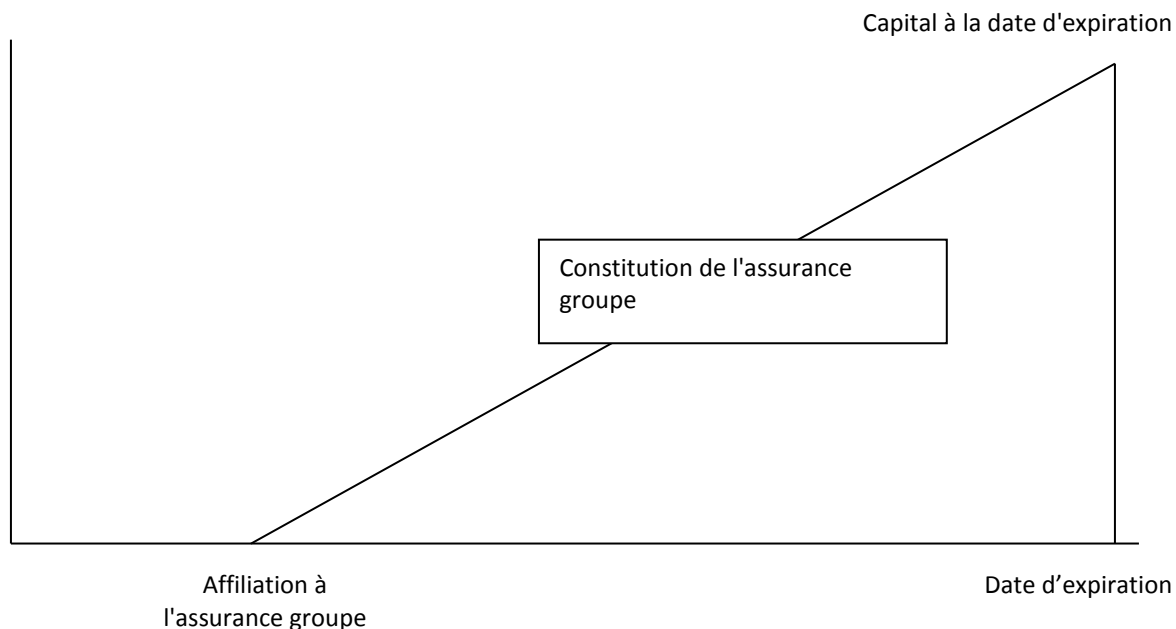 Capital à la date d'expiration
Constitution de l'assurance
groupe
Affiliation à
l'assurance groupe
Date d’expiration